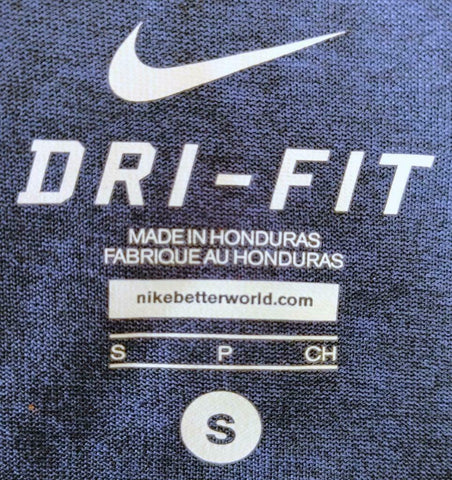 DRI-FIT
MADE IN HONDURAS
FABRIQUE AU HONDURAS
nikebetterworld.com
S P CH
S